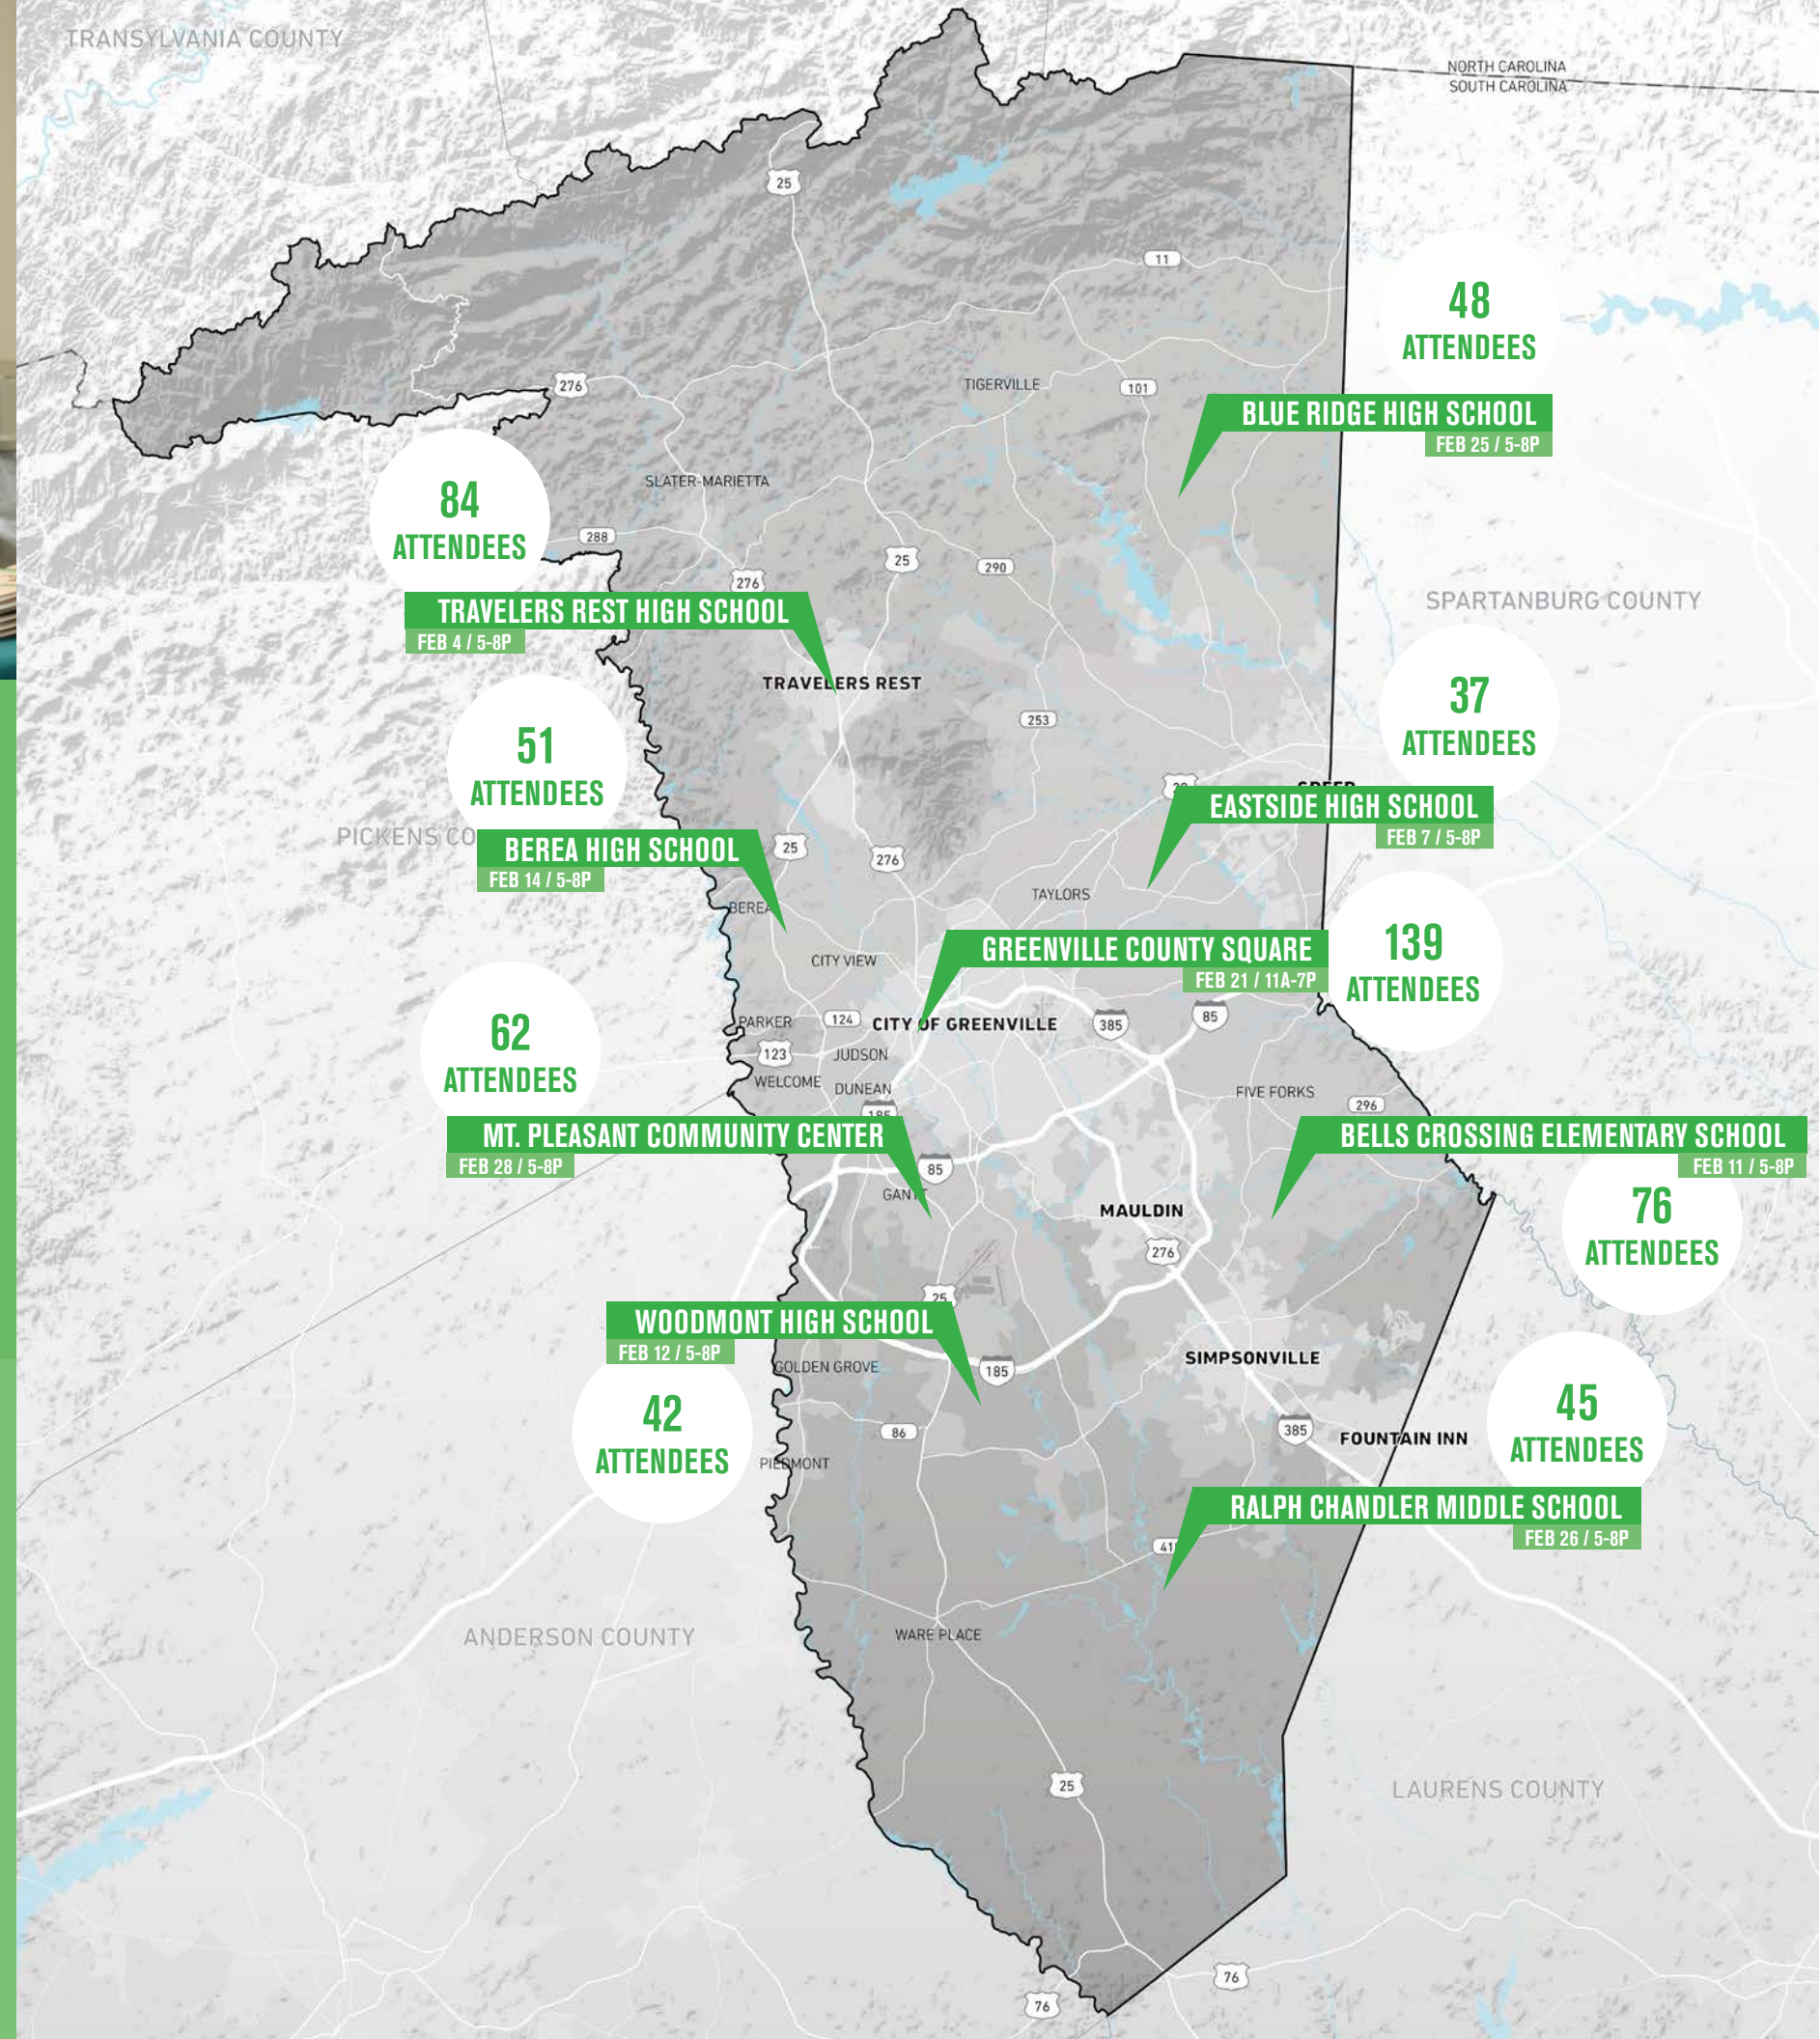 TRANSYLVANIA COUNTY
NORTH CAROLINA
SOUTH CAROLINA
25
11
48
ATTENDEES
276
TIGERVILLE
101
BLUE RIDGE HIGH SCHOOL
FEB 25 / 5-8P
SLATER-MARIETTA
84
ATTENDEES
288
25
290
276
SPARTANBURG COUNTY
TRAVELERS REST HIGH SCHOOL
FEB 4 / 5-8P
TRAVELERS REST
37
ATTENDEES
253
51
ATTENDEES
EASTSIDE HIGH SCHOOL
FEB 7 / 5-8P
PICKENS CO
BEREA HIGH SCHOOL
FEB 14 / 5-8P
25
276
TAYLORS
BEREA
139
ATTENDEES
GREENVILLE COUNTY SQUARE
FEB 21 / 11A-7P
CITY VIEW
62
ATTENDEES
PARKER
124
CITY OF GREENVILLE
385
85
123
JUDSON
WELCOME
DUNEAN
FIVE FORKS
296
185
MT. PLEASANT COMMUNITY CENTER
FEB 28 / 5-8P
BELLS CROSSING ELEMENTARY SCHOOL
FEB 11 / 5-8P
85
GANTT
MAULDIN
76
ATTENDEES
276
25
WOODMONT HIGH SCHOOL
FEB 12 / 5-8P
GOLDEN GROVE
185
SIMPSONVILLE
42
ATTENDEES
86
385
FOUNTAIN INN
45
ATTENDEES
PIEDMONT
RALPH CHANDLER MIDDLE SCHOOL
FEB 26 / 5-8P
ANDERSON COUNTY
WARE PLACE
25
LAURENS COUNTY
76
76